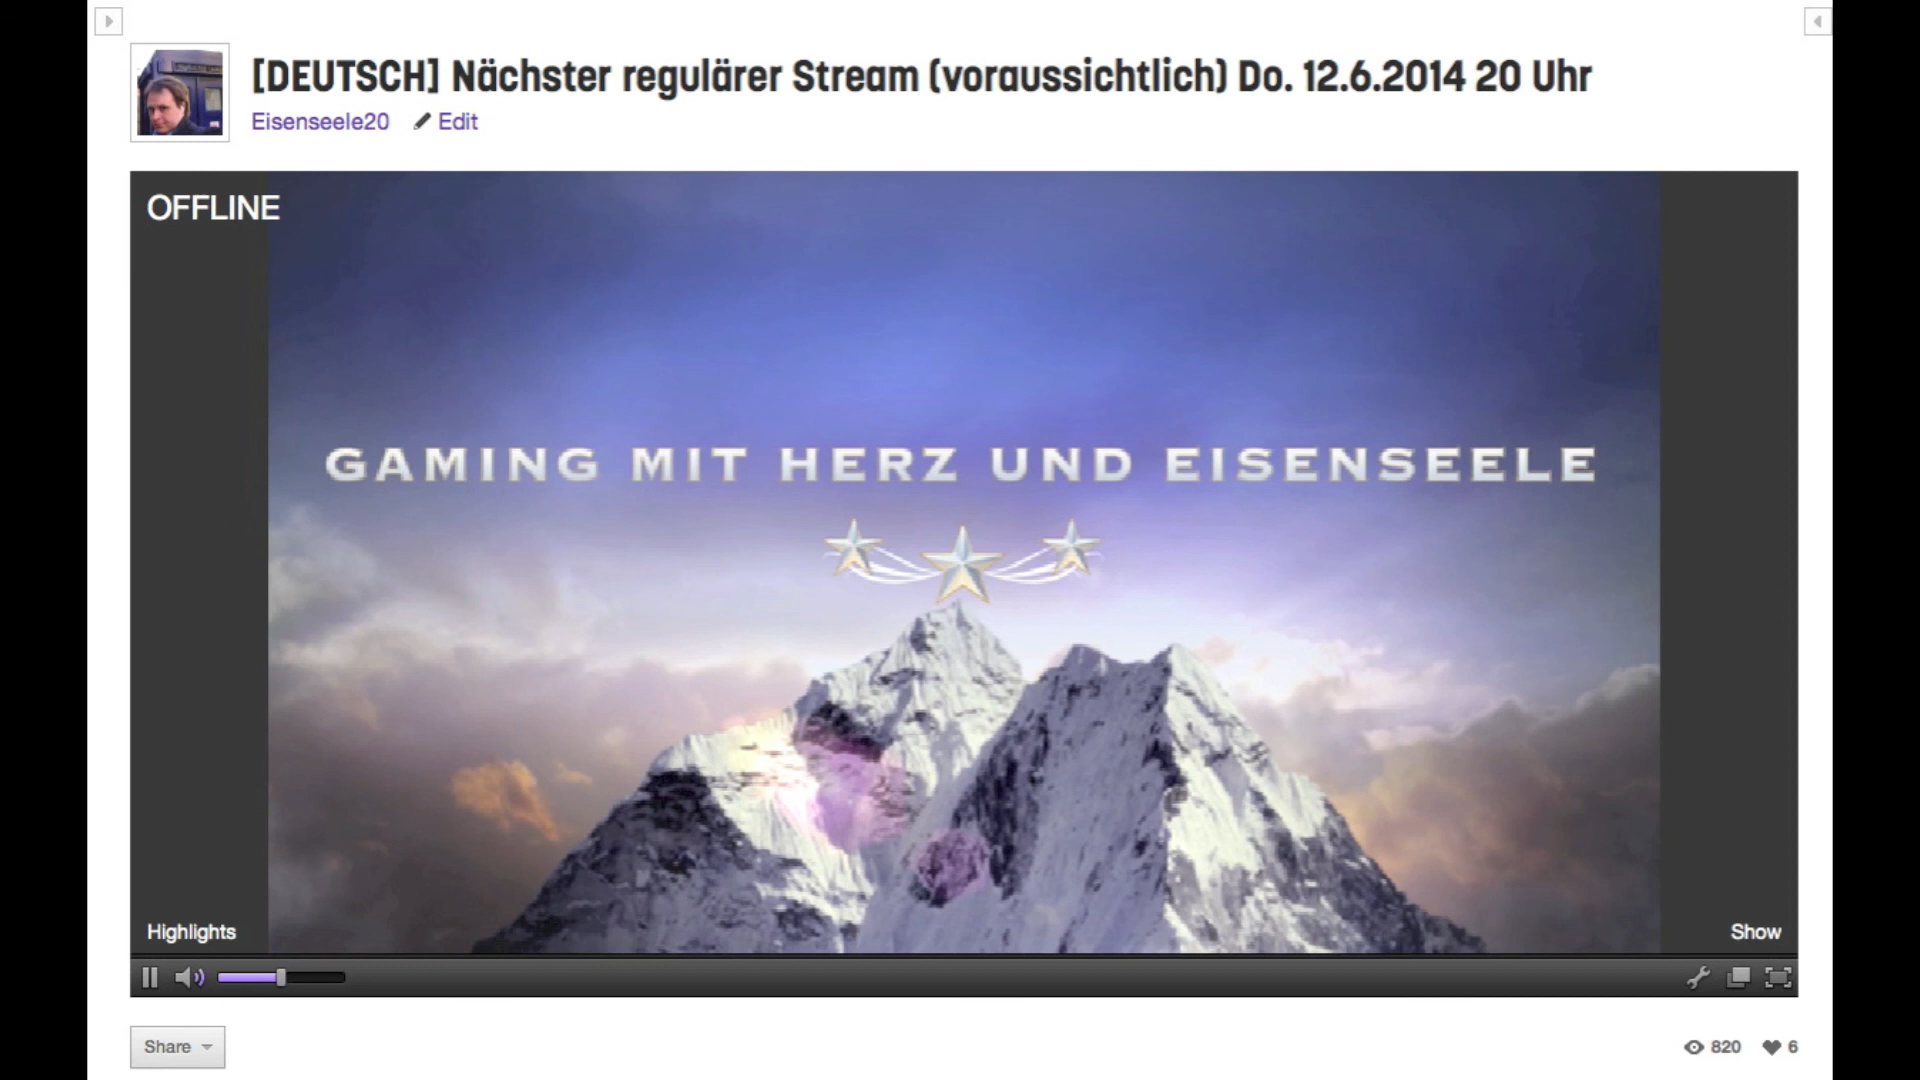 [DEUTSCH] Nächster regulärer Stream (voraussichtlich) Do. 12.6.2014 20 Uhr
Eisenseele20 Edit
OFFLINE
GAMING MIT HERZ UND EISENSEELE
Highlights Show
Share 820 6